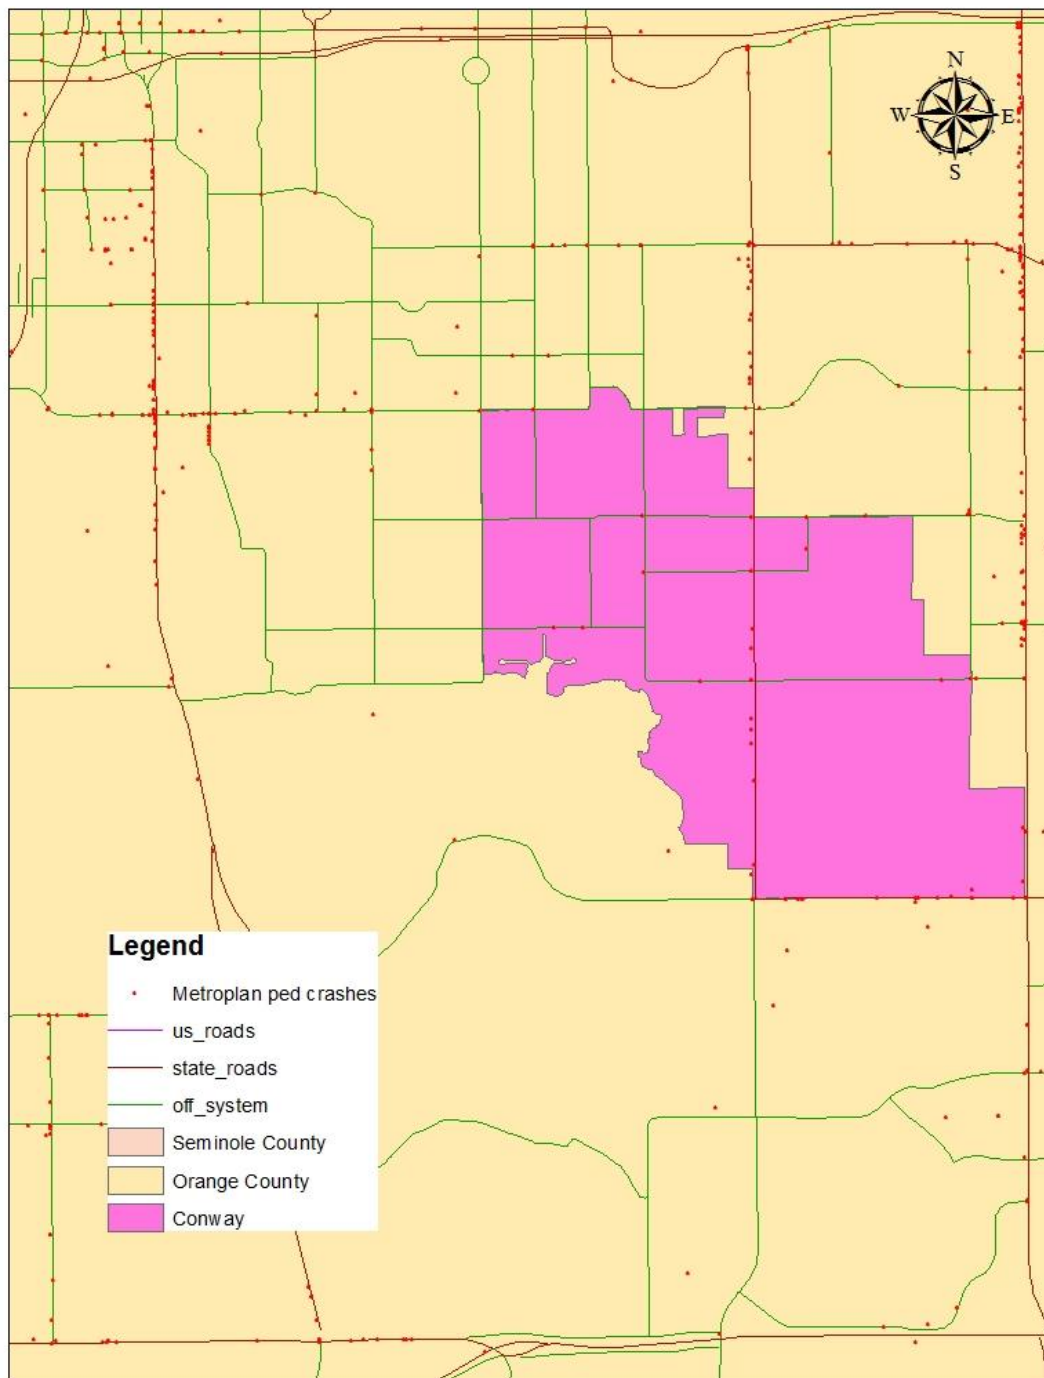 N
W E
S
Legend
Metroplan ped crashes
us_roads
state_roads
off_system
Seminole County
Orange County
Conway